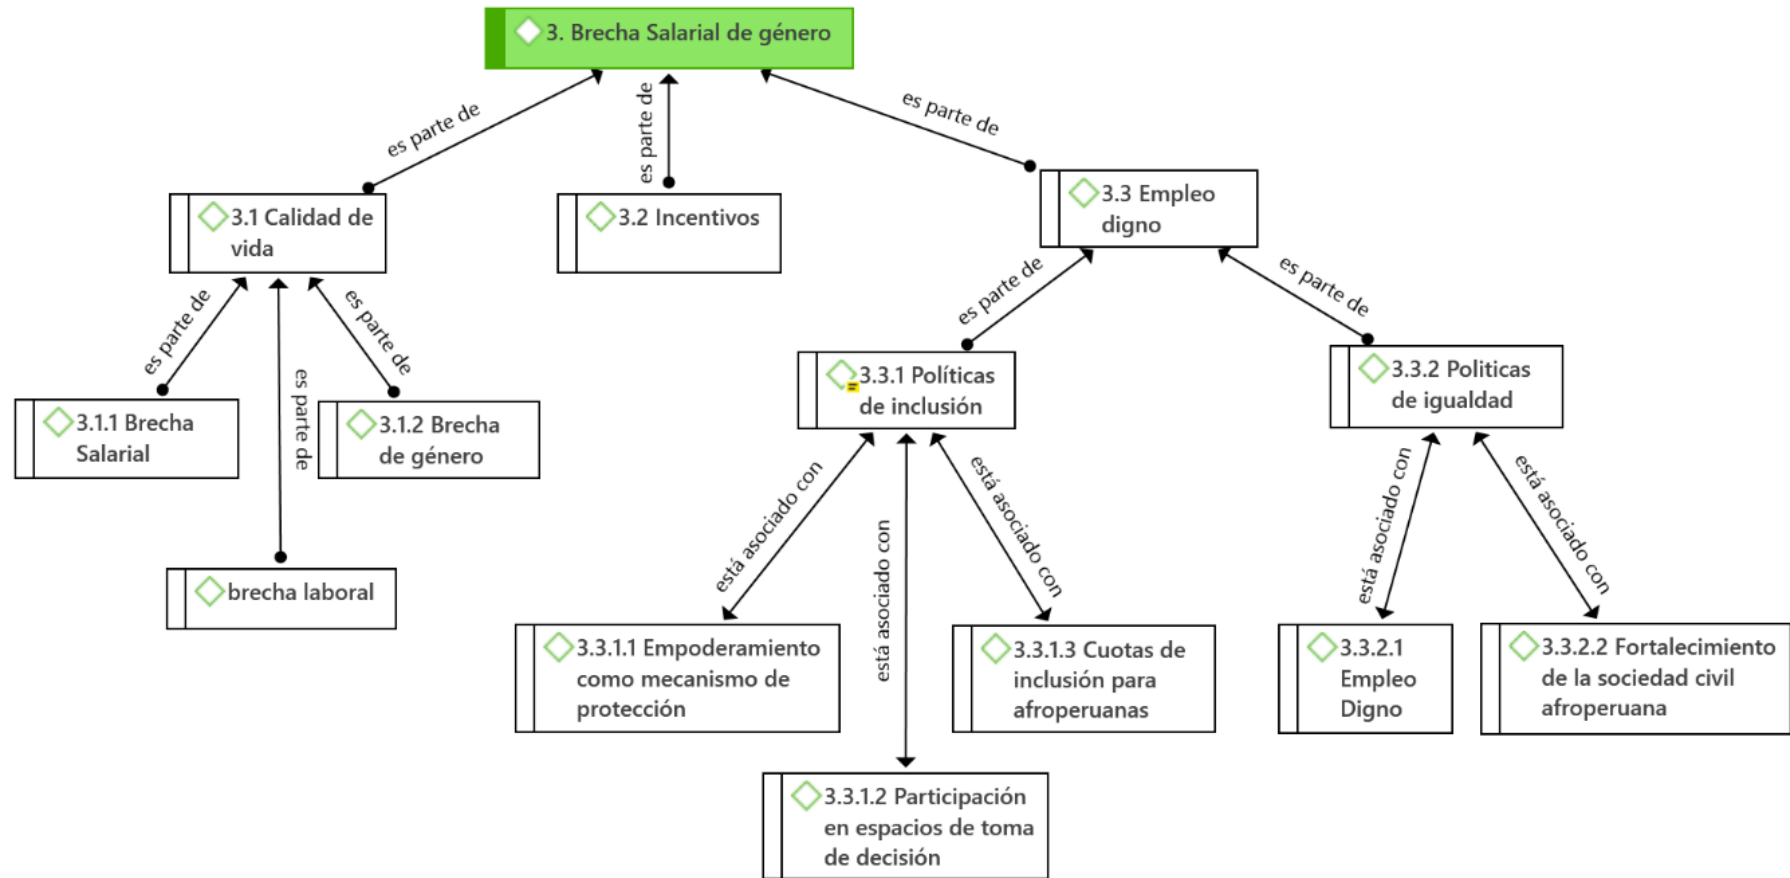 3. Brecha Salarial de género
es parte de
es parte de
es parte de
3.1 Calidad de
vida
3.2 Incentivos
3.3 Empleo
digno
es parte de
es parte de
es parte de
es parte de
es parte de
3.1.1 Brecha
Salarial
3.1.2 Brecha
de género
brecha laboral
3.3.1 Políticas
de inclusión
3.3.2 Politicas
de igualdad
está asociado con
está asociado con
está asociado con
está asociado con
está asociado con
3.3.1.1 Empoderamiento
como mecanismo de
protección
3.3.1.3 Cuotas de
inclusión para
afroperuanas
3.3.2.1
Empleo
Digno
3.3.2.2 Fortalecimiento
de la sociedad civil
afroperuana
3.3.1.2 Participación
en espacios de toma
de decisión